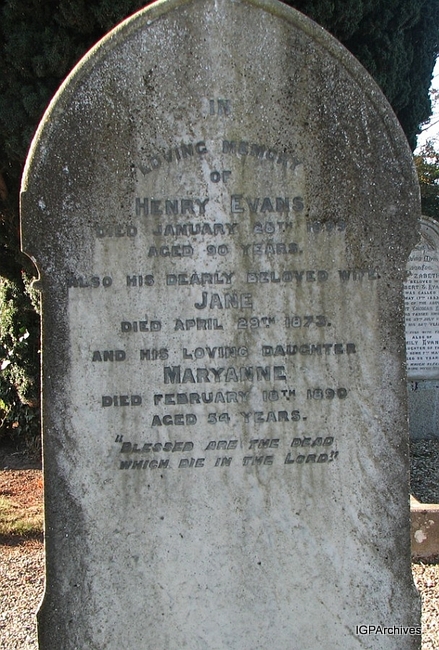 IN
LOVING MEMORY
OF
HENRY EVANS
DIED JANUARY
AGED 90 YEARS.
ALSO HIS DEARLY BELOVED WIFE
JANE
DIED APRIL 29TH 1873.
AND HIS LOVING DAUGHTER
MARYANNE
DIED FEBRUARY 18TH 1890
AGED 54 YEARS.
"BLESSED ARE THE DEAD
WHICH DIE IN THE LORD."
IGPArchives